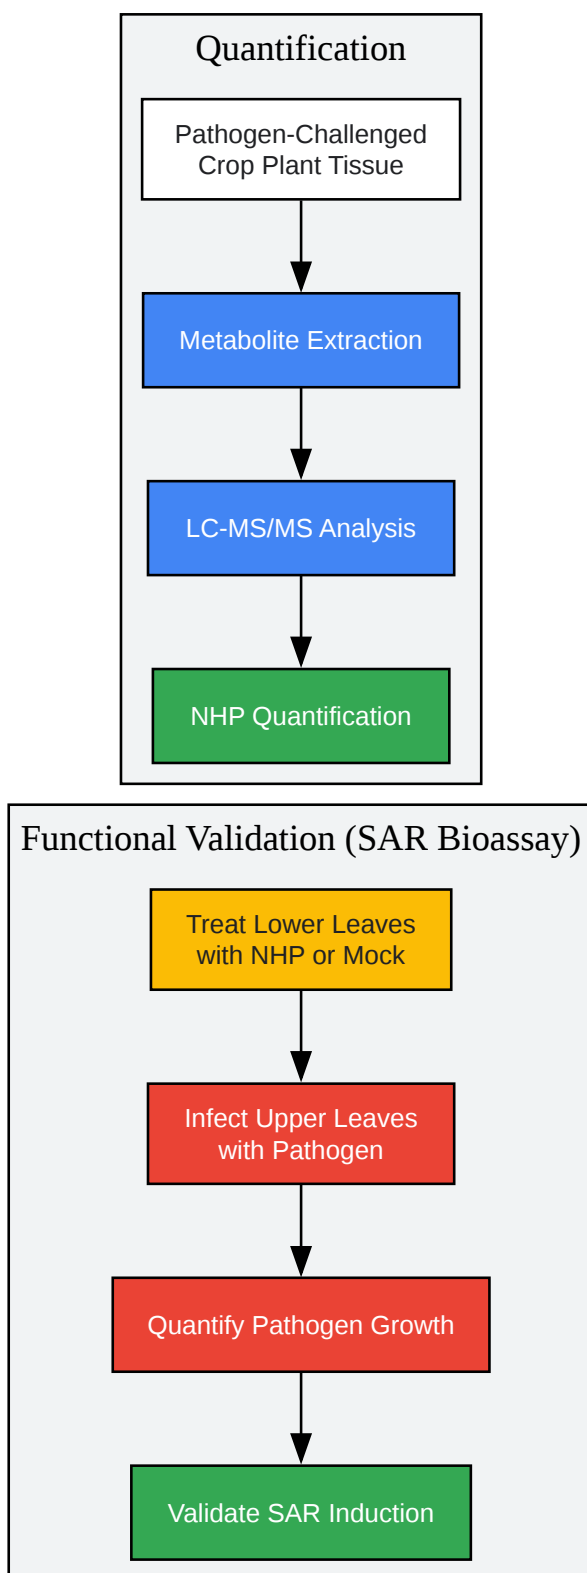 Quantification
Pathogen-Challenged
Crop Plant Tissue
Metabolite Extraction
LC-MS/MS Analysis
NHP Quantification
Functional Validation (SAR Bioassay)
Treat Lower Leaves
with NHP or Mock
Infect Upper Leaves
with Pathogen
Quantify Pathogen Growth
Validate SAR Induction